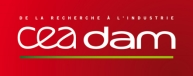 DE LA RECHERCHE À L'INDUSTRIE
cea dam